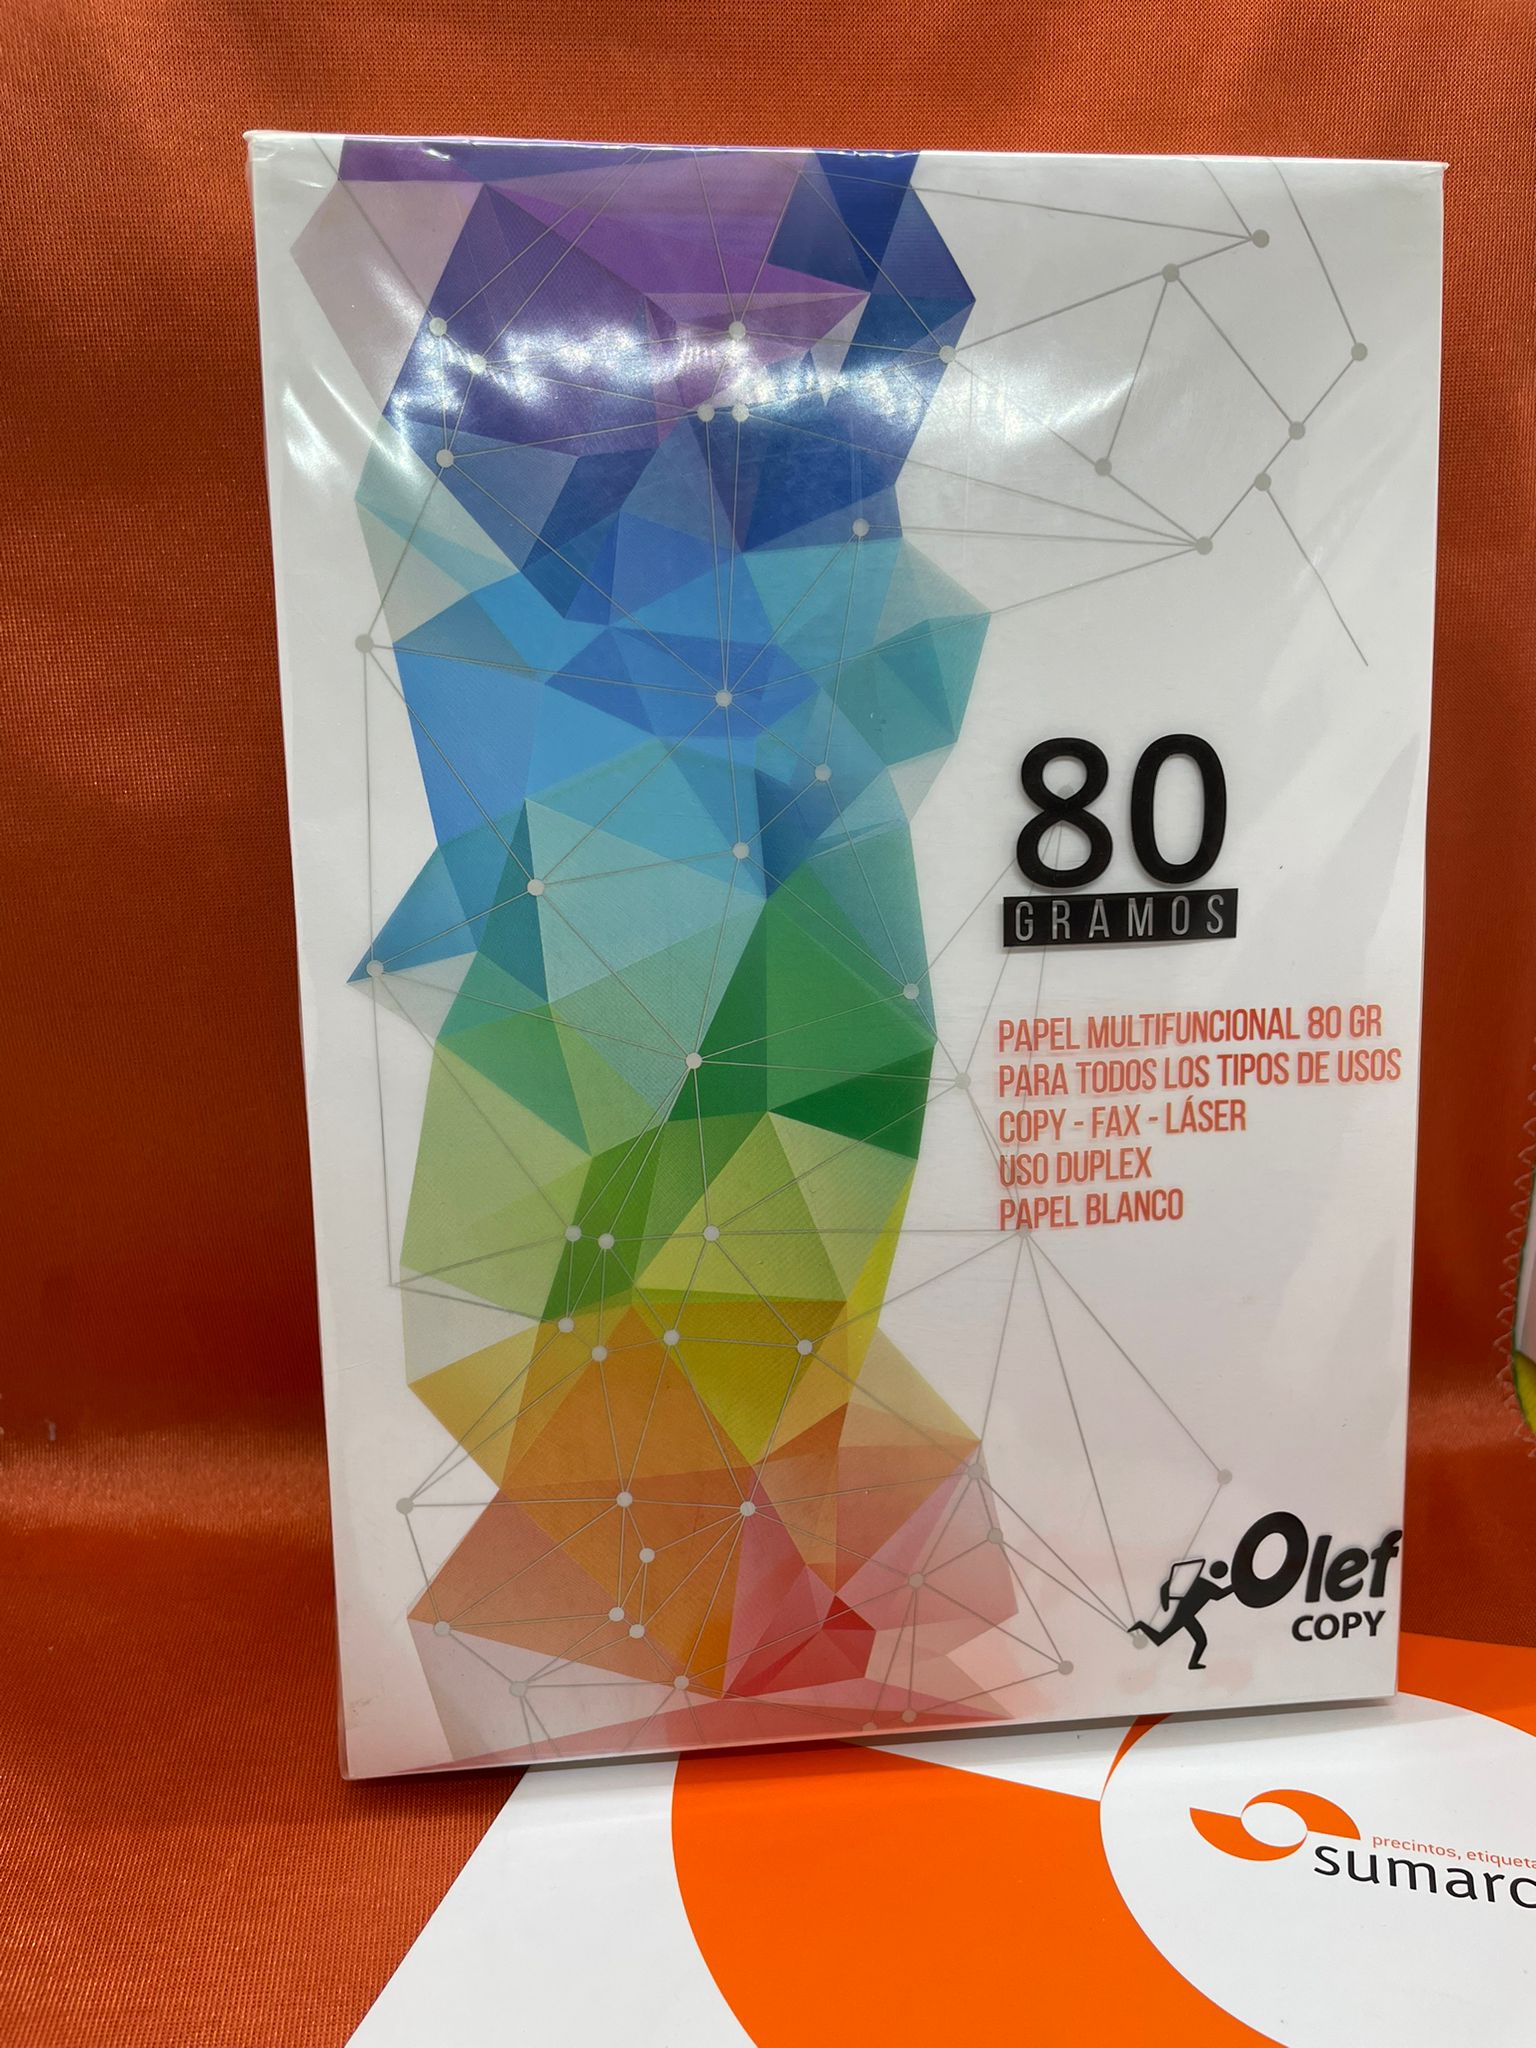 80
GRAMOS
PAPEL MULTIFUNCIONAL 80 GR
PARA TODOS LOS TIPOS DE USOS
COPY - FAX - LÁSER
USO DUPLEX
PAPEL BLANCO
Olef
COPY
precintos, etiqueta
sumarc